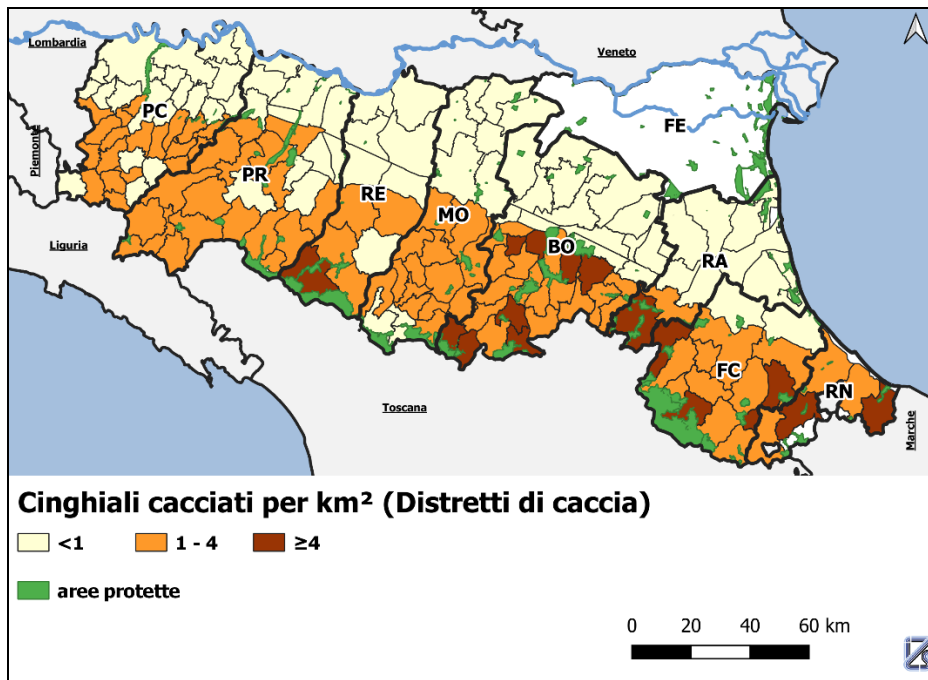 Lombardia
Veneto
Piemonte
PC
FE
PR
RE
MO
BO
RA
Liguria
FC
RN
Toscana
Marche
Cinghiali cacciati per km² (Distretti di caccia)
<1 1 - 4 ≥4
aree protette
0 20 40 60 km